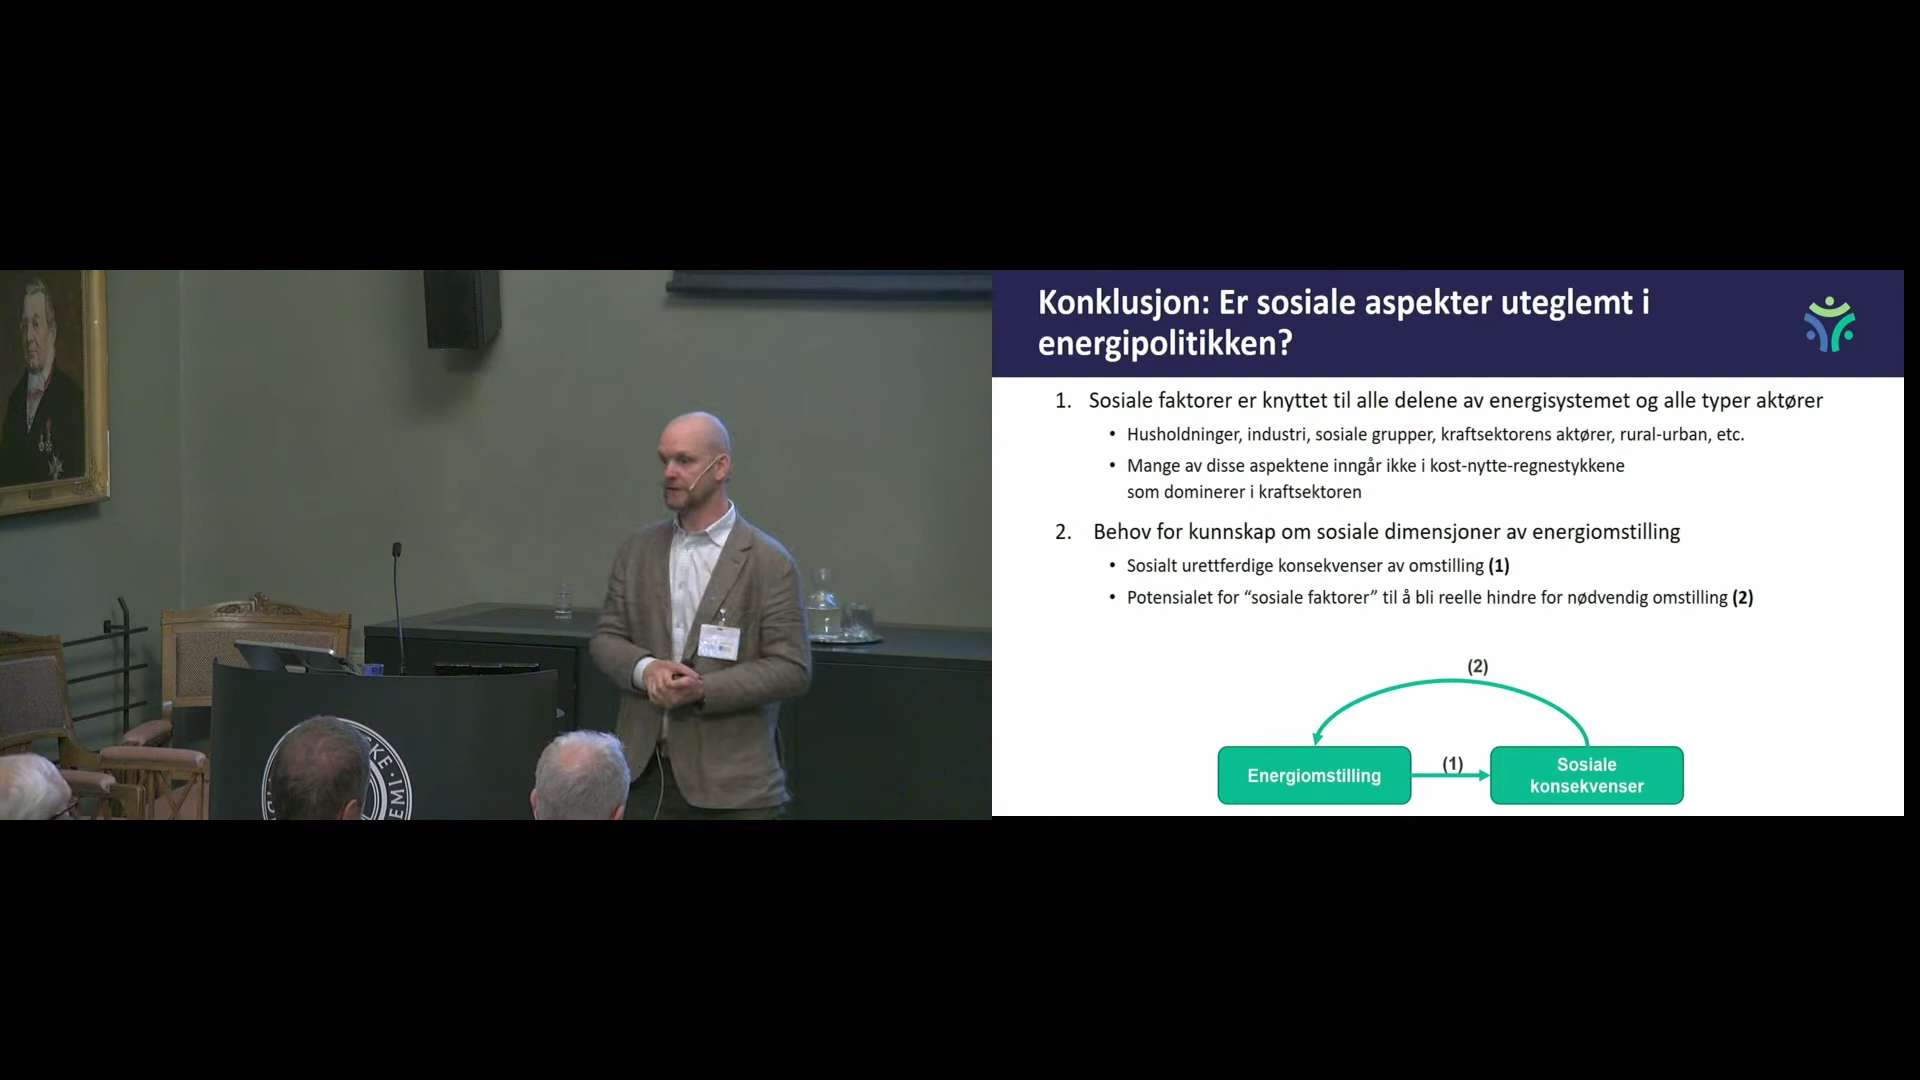 Konklusjon: Er sosiale aspekter uteglemt i
energipolitikken?
1. Sosiale faktorer er knyttet til alle delene av energisystemet og alle typer aktører
• Husholdninger, industri, sosiale grupper, kraftsektorens aktører, rural-urban, etc.
• Mange av disse aspektene inngår ikke i kost-nytte-regnestykkene
som dominerer i kraftsektoren
2. Behov for kunnskap om sosiale dimensjoner av energiomstilling
• Sosialt urettferdige konsekvenser av omstilling (1)
• Potensialet for “sosiale faktorer” til å bli reelle hindre for nødvendig omstilling (2)
(2)
Energiomstilling
(1)
Sosiale
konsekvenser